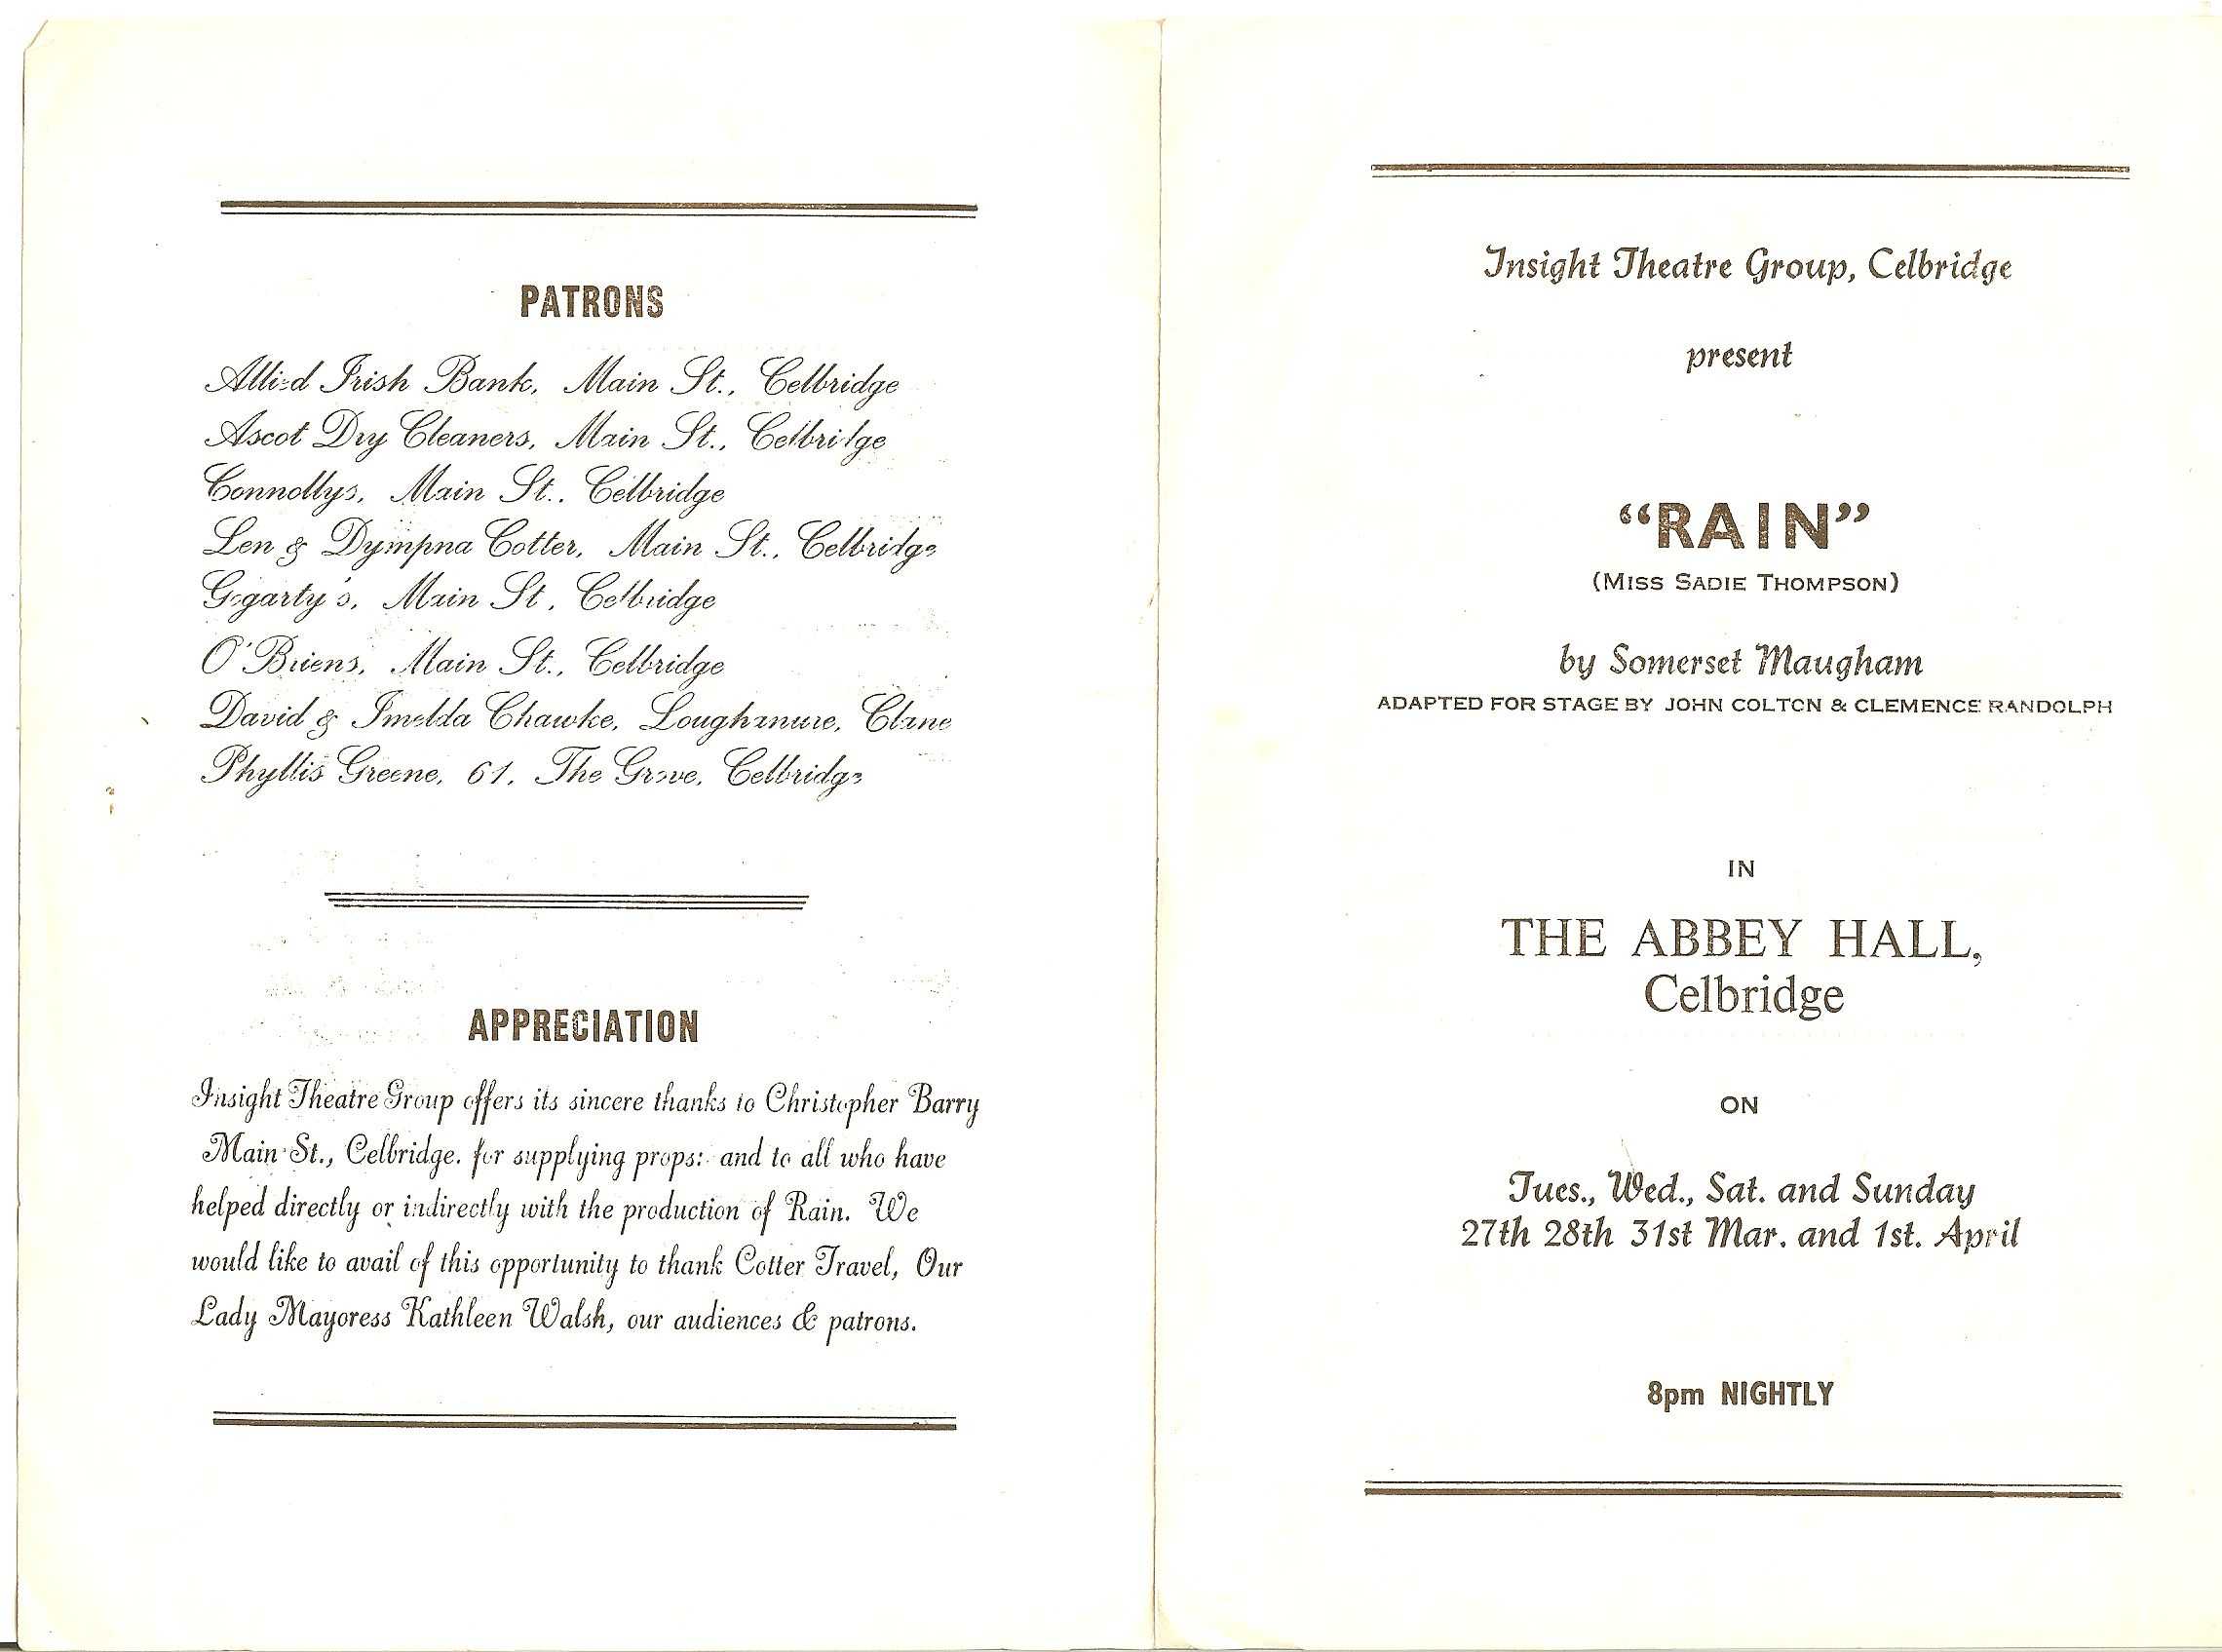 PATRONS
Allied Irish Bank, Main St., Celbridge
Ascot Dry Cleaners, Main St., Celbridge
Connollys, Main St., Celbridge
Len & Dympna Cotter, Main St., Celbridge
Gogarty's, Main St, Celbridge
O'Briens, Main St., Celbridge
David & Imelda Chawke, Loughanure, Clane
Phyllis Greene, 61, The Grove, Celbridge
APPRECIATION
Insight Theatre Group offers its sincere thanks to Christopher Barry
Main St., Celbridge. for supplying props: and to all who have
helped directly or indirectly with the production of Rain. We
would like to avail of this opportunity to thank Cotter Travel, Our
Lady Mayoress Kathleen Walsh, our audiences & patrons.
Insight Theatre Group, Celbridge
present
“RAIN”
(MISS SADIE THOMPSON)
by Somerset Maugham
ADAPTED FOR STAGE BY JOHN COLTON & CLEMENCE RANDOLPH
IN
THE ABBEY HALL,
Celbridge
ON
Tues., Wed., Sat. and Sunday
27th 28th 31st Mar. and 1st. April
8pm NIGHTLY